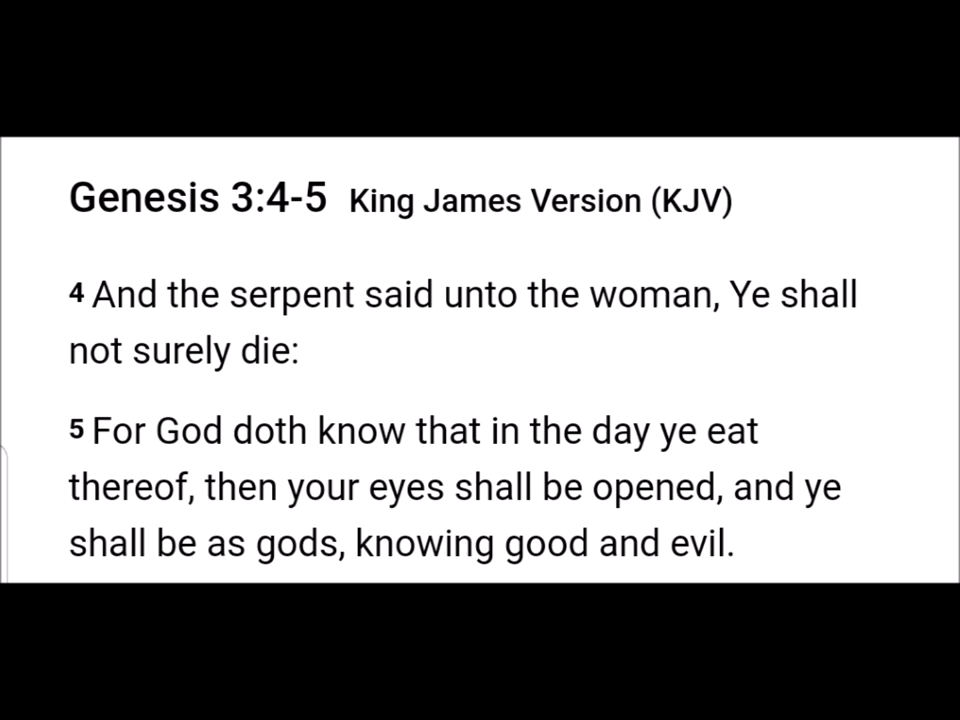 Genesis 3:4-5 King James Version (KJV)
4 And the serpent said unto the woman, Ye shall
not surely die:
5 For God doth know that in the day ye eat
thereof, then your eyes shall be opened, and ye
shall be as gods, knowing good and evil.